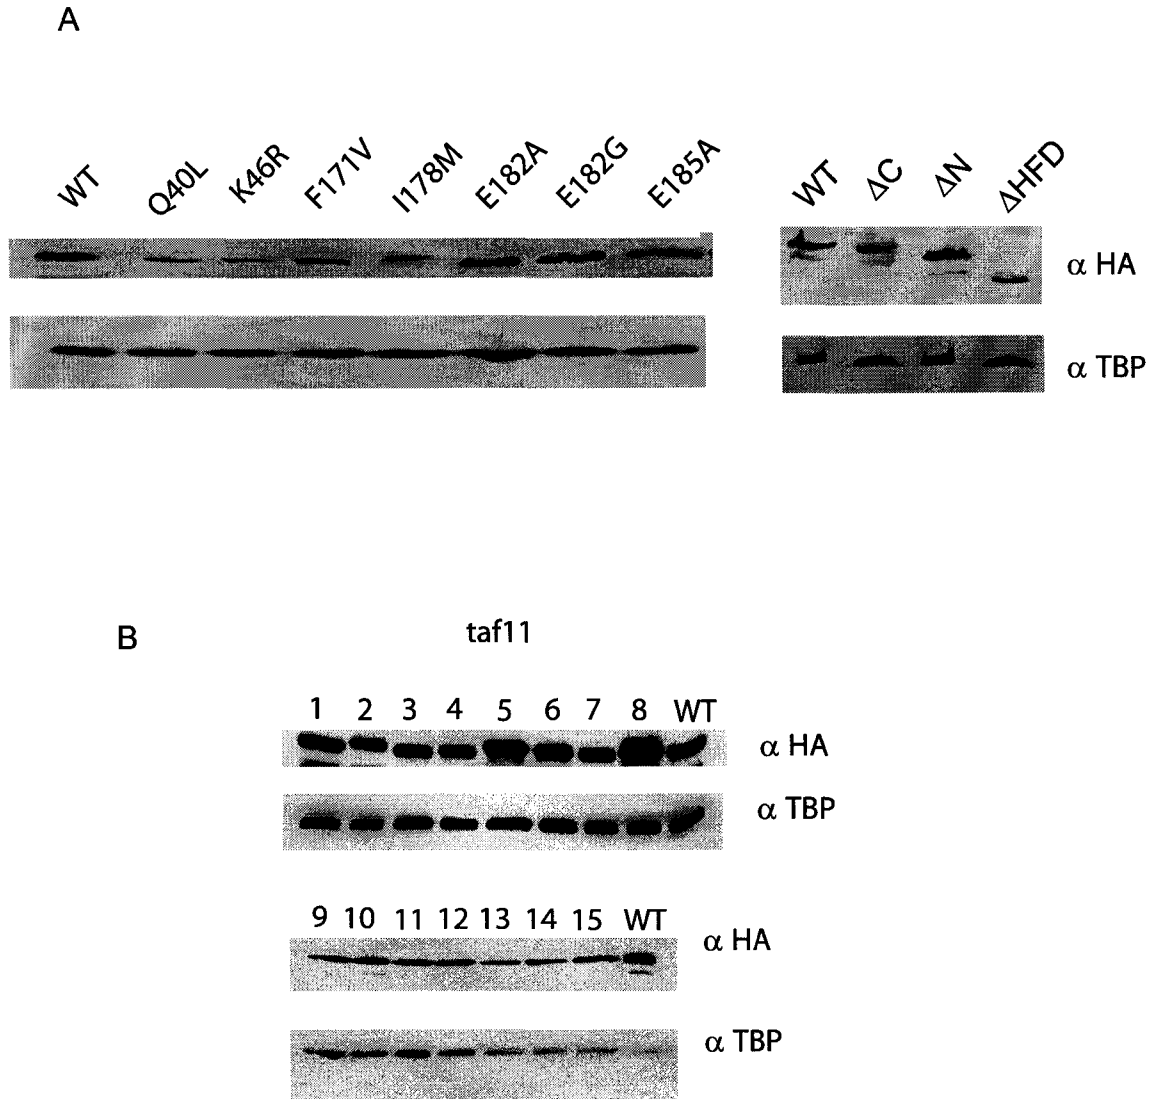 A
WT Q40L K46R F171V I178M E182A E182G E185A WT ΔC ΔN ΔHFD
α HA
α TBP
B taf11
1 2 3 4 5 6 7 8 WT
α HA
α TBP
9 10 11 12 13 14 15 WT
α HA
α TBP